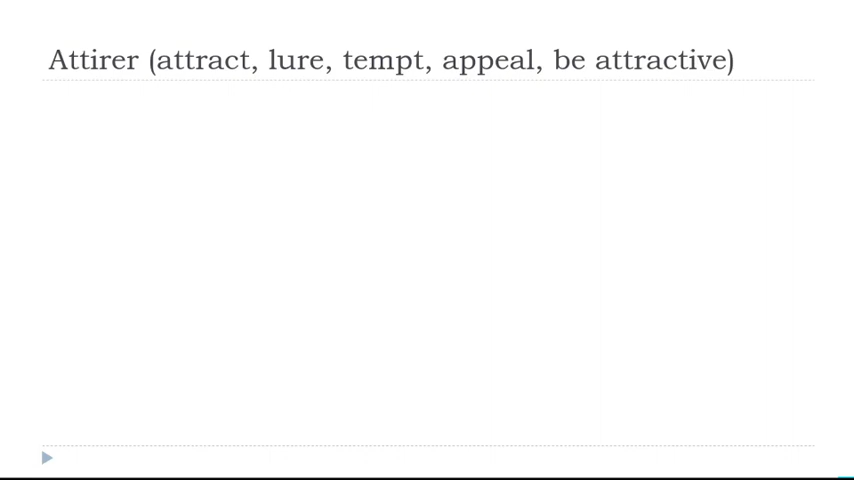 Attirer (attract, lure, tempt, appeal, be attractive)